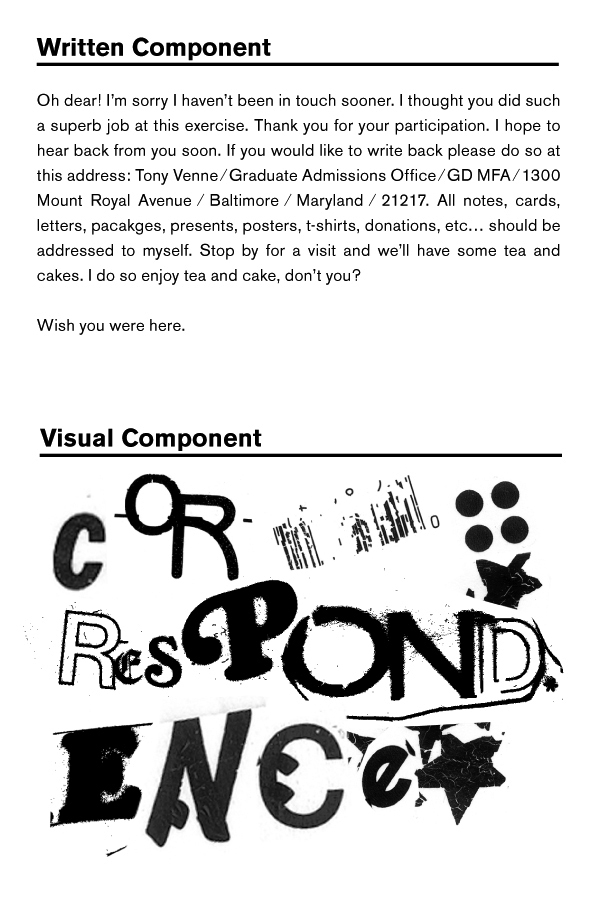 Written Component
Oh dear! I'm sorry I haven't been in touch sooner. I thought you did such
a superb job at this exercise. Thank you for your participation. I hope to
hear back from you soon. If you would like to write back please do so at
this address: Tony Venne/Graduate Admissions Office/GD MFA/1300
Mount Royal Avenue / Baltimore / Maryland / 21217. All notes, cards,
letters, pacakges, presents, posters, t-shirts, donations, etc… should be
addressed to myself. Stop by for a visit and we'll have some tea and
cakes. I do so enjoy tea and cake, don't you?
Wish you were here.
Visual Component
C-OR-
ResPOND.
ENCe